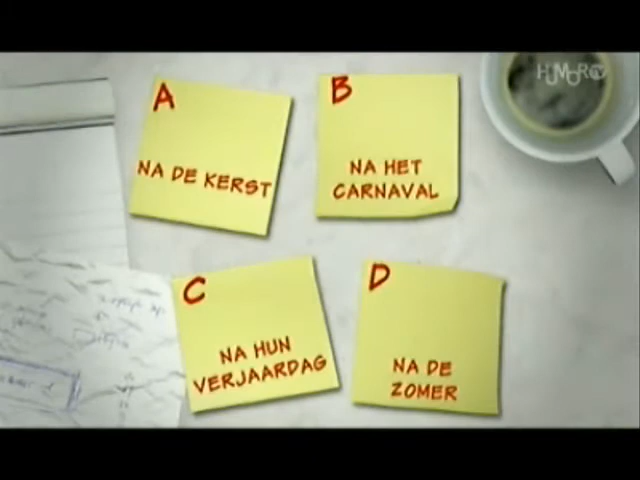 HUMOR TV
A
NA DE KERST
B
NA HET
CARNAVAL
C
NA HUN
VERJAARDAG
D
NA DE
ZOMER